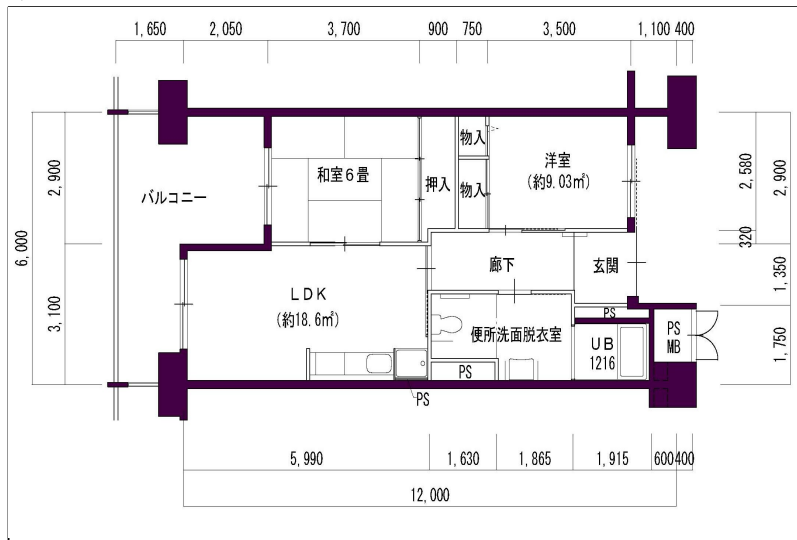 1,650 2,050 3,700 900 750 3,500 1,100 400
バルコニー
和室6畳
押入
物入
物入
洋室
(約9.03㎡)
LDK
(約18.6㎡)
廊下
玄関
便所洗面脱衣室
PS
PS
UB
1216
PS
MB
PS
6,000
2,900
3,100
2,580
320
2,900
1,350
1,750
5,990 1,630 1,865 1,915 600 400
12,000